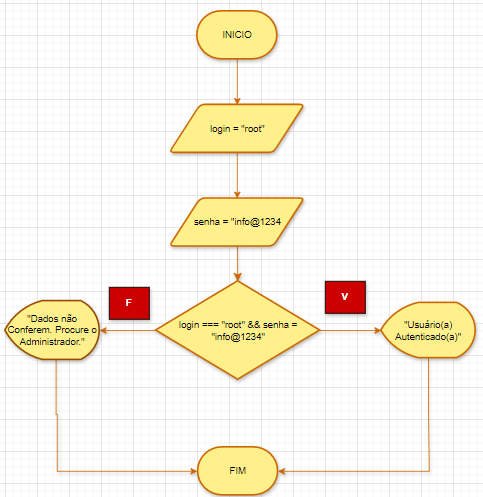 INICIO
login = "root"
senha = "info@1234
F
V
login === "root" && senha =
"info@1234"
"Dados não
Conferem. Procure o
Administrador."
"Usuário(a)
Autenticado(a)"
FIM